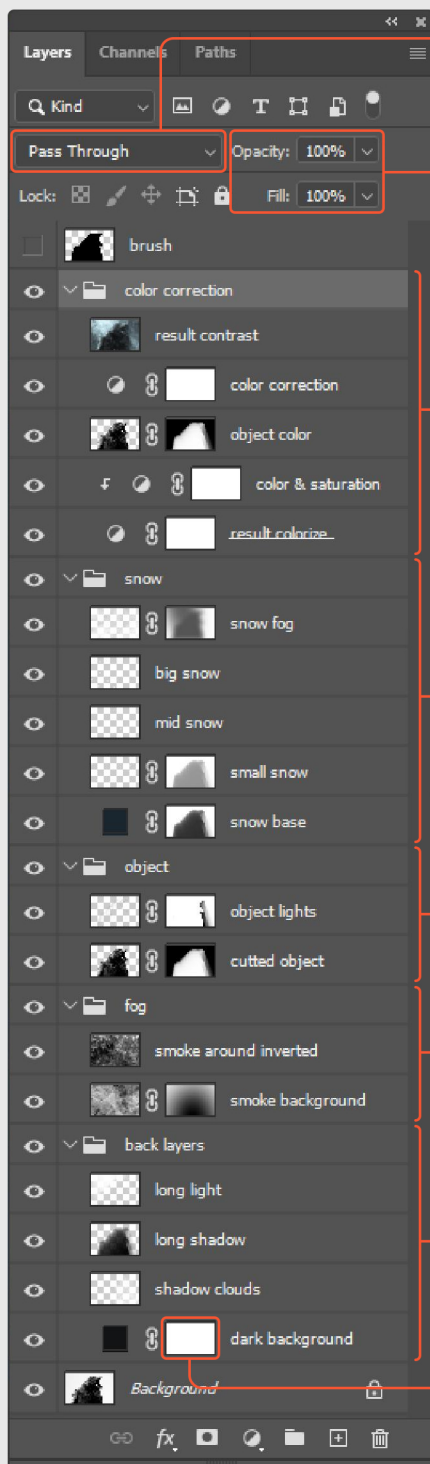 Layers Channels Paths
Kind
Pass Through Opacity: 100%
Lock: Fill: 100%
brush
color correction
result contrast
color correction
object color
color & saturation
result colorize
snow
snow fog
big snow
mid snow
small snow
snow base
object
object lights
cutted object
fog
smoke around inverted
smoke background
back layers
long light
long shadow
shadow clouds
dark background
Background
fx